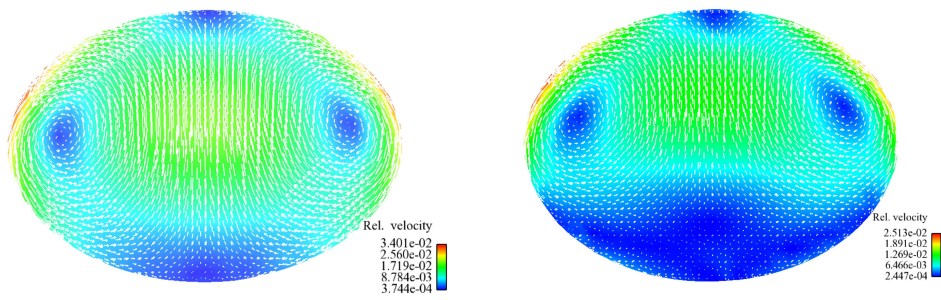 Rel. velocity
3.401e-02
2.560e-02
1.719e-02
8.784e-03
3.744e-04
Rel. velocity
2.513e-02
1.891e-02
1.269e-02
6.466e-03
2.447e-04